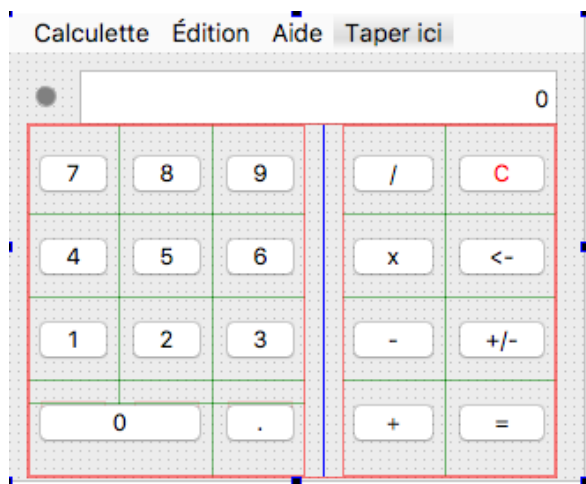 Calculette Édition Aide Taper ici
0
7 8 9 / C
4 5 6 x <-
1 2 3 - +/-
0 . + =